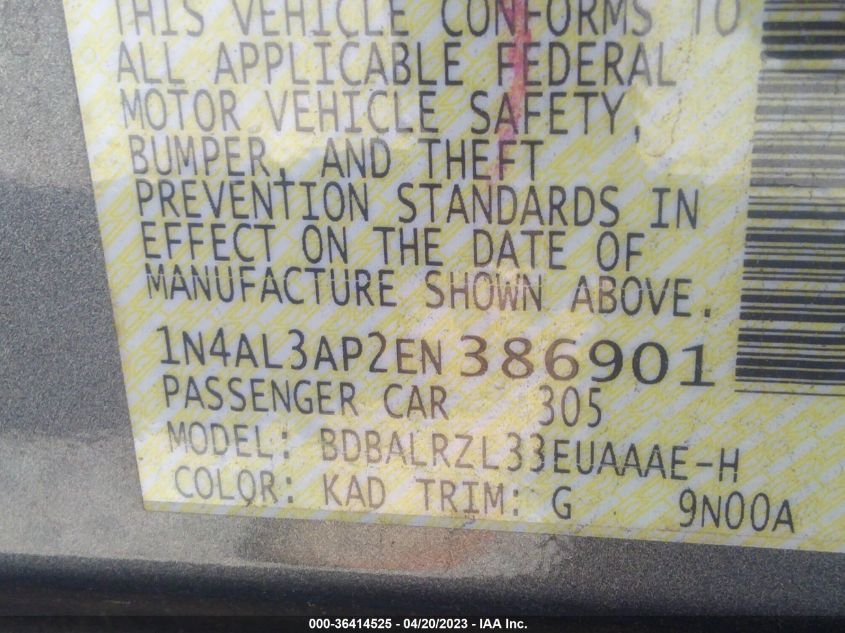 THIS VEHICLE CONFORMS TO
ALL APPLICABLE FEDERAL
MOTOR VEHICLE SAFETY,
BUMPER, AND THEFT
PREVENTION STANDARDS IN
EFFECT ON THE DATE OF
MANUFACTURE SHOWN ABOVE.
1N4AL3AP2EN386901
PASSENGER CAR 305
MODEL: BDBALRZL33EUAAAE-H
COLOR: KAD TRIM: G 9N00A
000-36414525 - 04/20/2023 - IAA Inc.